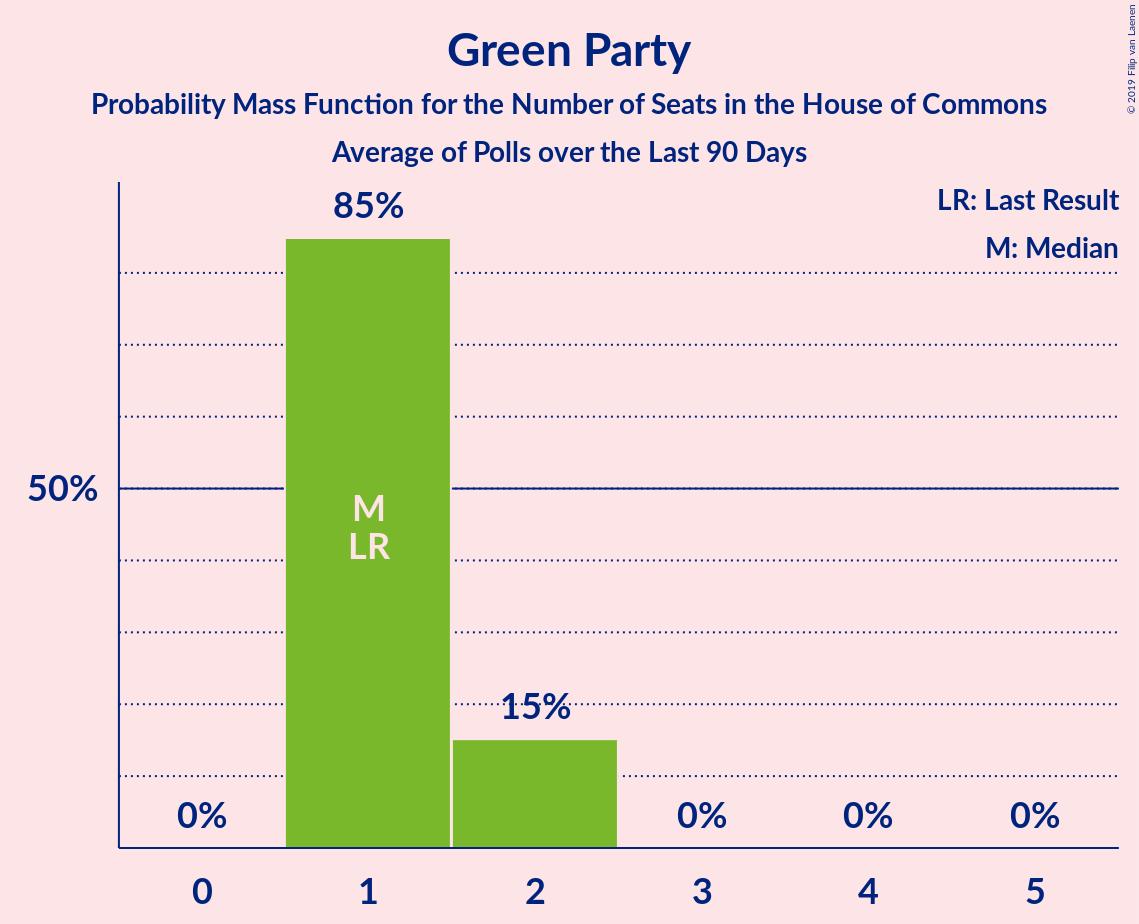 Green Party
Probability Mass Function for the Number of Seats in the House of Commons
Average of Polls over the Last 90 Days
© 2019 Filip van Laenen
LR: Last Result
M: Median
85%
50%
M
LR
15%
0%
0%
0%
0%
0
1
2
3
4
5